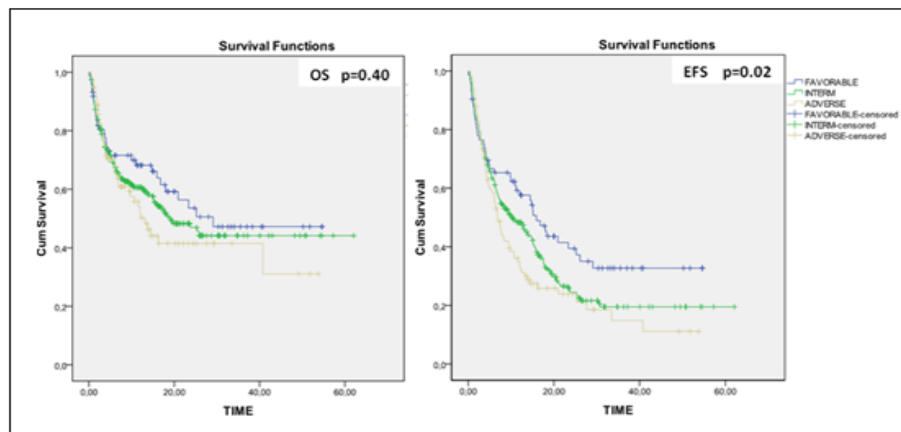 Survival Functions
OS p=0.40
Cum Survival
1,0
0,8
0,6
0,4
0,2
0,0
0,00
20,00
40,00
60,00
TIME
Survival Functions
EFS p=0.02
Cum Survival
1,0
0,8
0,6
0,4
0,2
0,0
0,00
20,00
40,00
60,00
TIME
FAVORABLE
INTERM
ADVERSE
FAVORABLE-censored
INTERM-censored
ADVERSE-censored